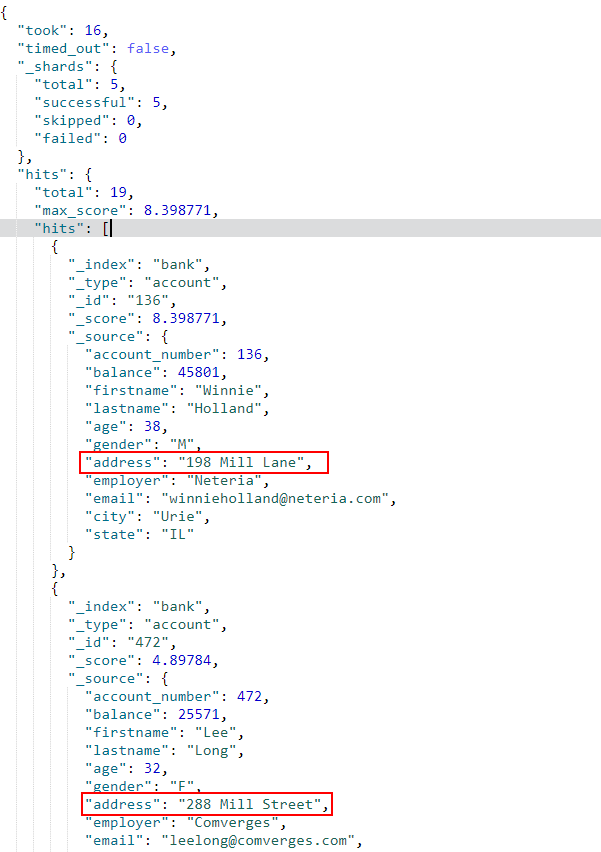 {
"took": 16,
"timed_out": false,
"_shards": {
"total": 5,
"successful": 5,
"skipped": 0,
"failed": 0
},
"hits": {
"total": 19,
"max_score": 8.398771,
"hits": [
{
"_index": "bank",
"_type": "account",
"_id": "136",
"_score": 8.398771,
"_source": {
"account_number": 136,
"balance": 45801,
"firstname": "Winnie",
"lastname": "Holland",
"age": 38,
"gender": "M",
"address": "198 Mill Lane",
"employer": "Neteria",
"email": "winnieholland@neteria.com",
"city": "Urie",
"state": "IL"
}
},
{
"_index": "bank",
"_type": "account",
"_id": "472",
"_score": 4.89784,
"_source": {
"account_number": 472,
"balance": 25571,
"firstname": "Lee",
"lastname": "Long",
"age": 32,
"gender": "F",
"address": "288 Mill Street",
"employer": "Comverges",
"email": "leelong@comverges.com",